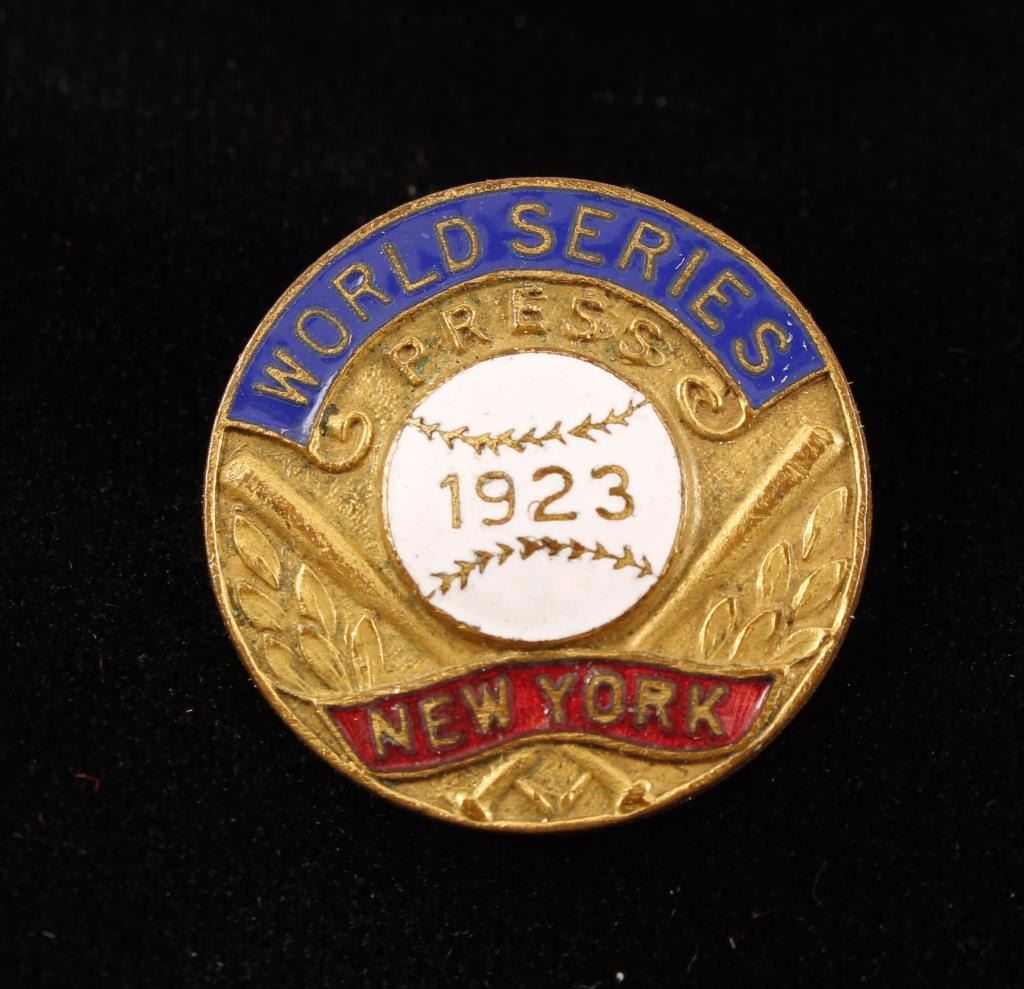 WORLD SERIES
PRESS
1923
NEW YORK